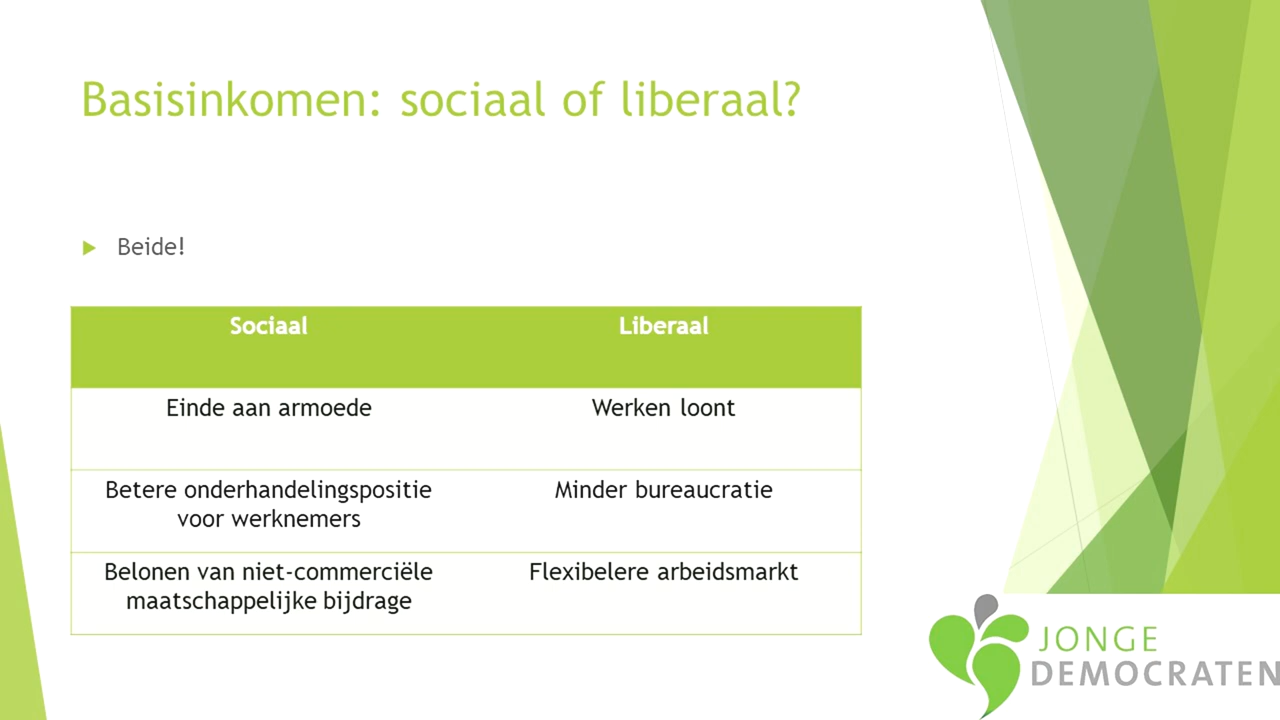 Basisinkomen: sociaal of liberaal?
Beide!
Sociaal
Liberaal
Einde aan armoede
Werken loont
Betere onderhandelingspositie
voor werknemers
Minder bureaucratie
Belonen van niet-commerciële
maatschappelijke bijdrage
Flexibelere arbeidsmarkt
JONGE
DEMOCRATEN